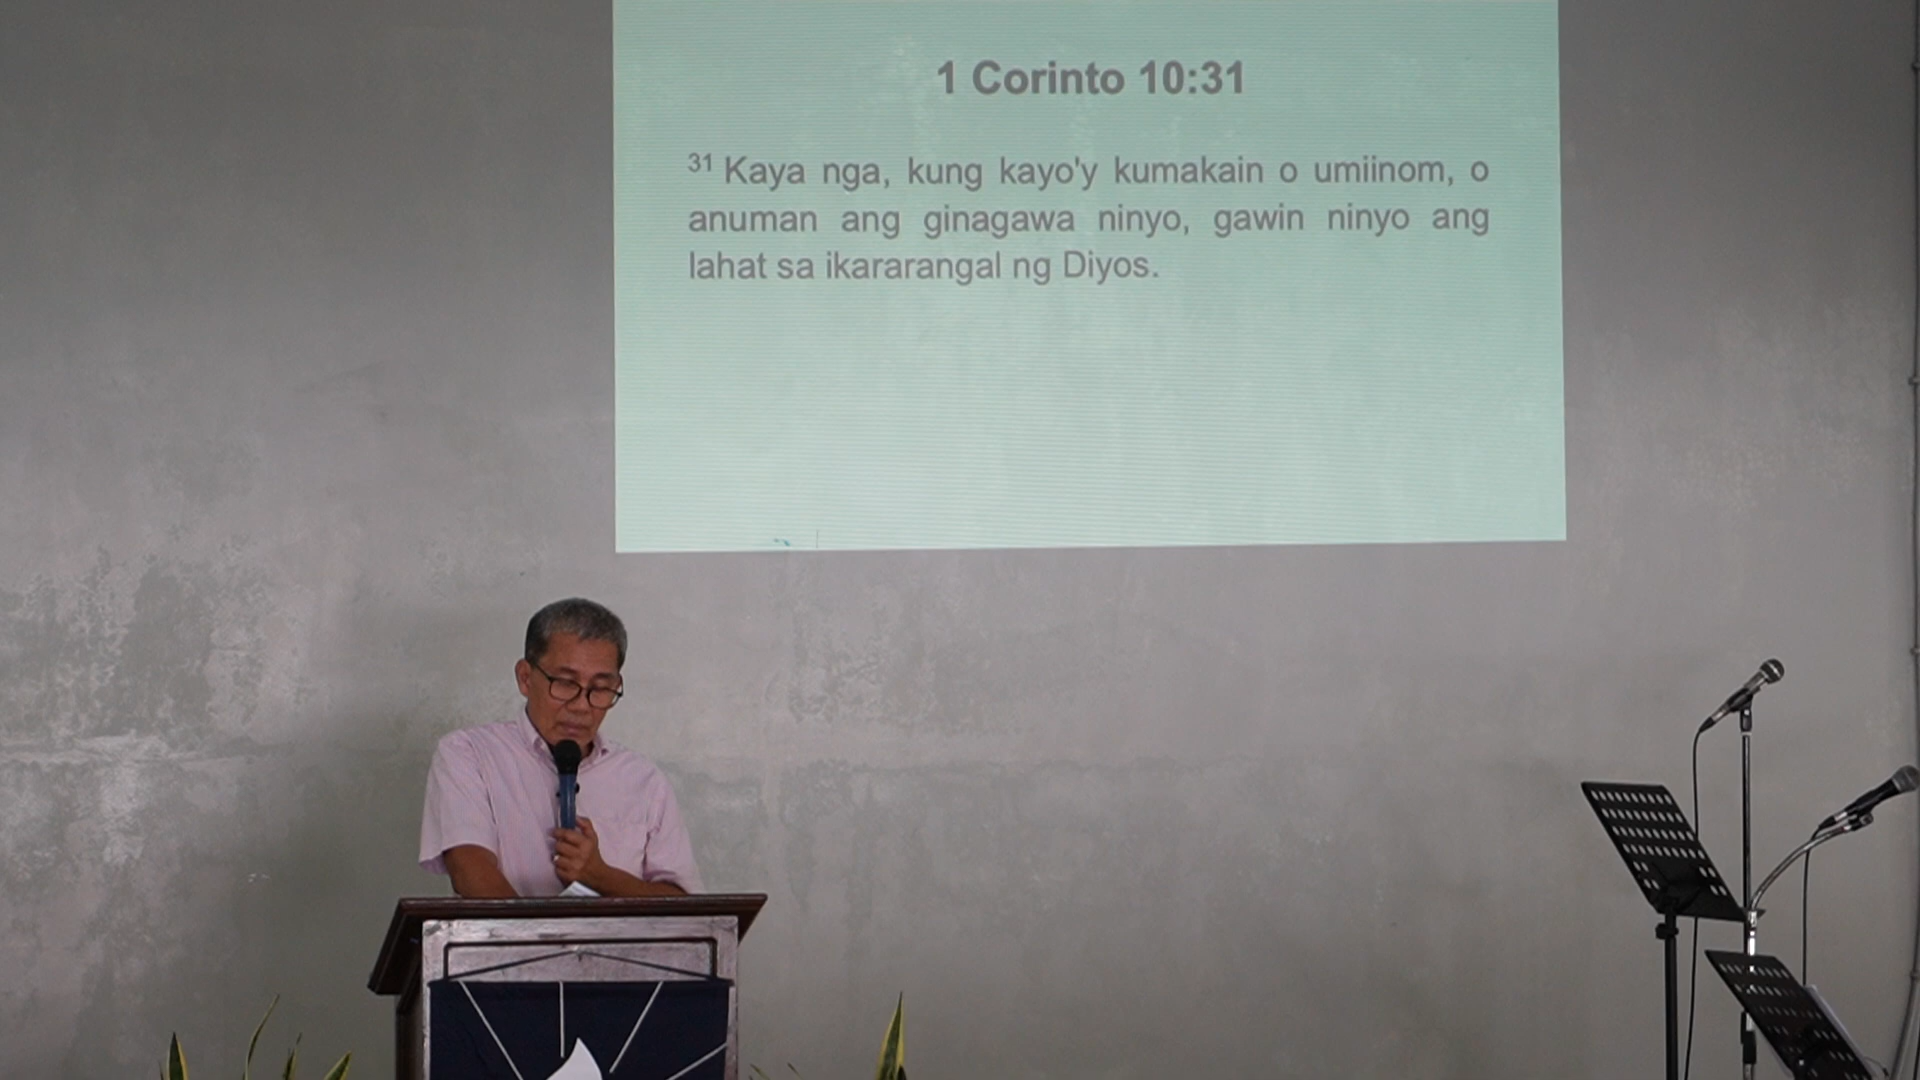 1 Corinto 10:31
31 Kaya nga, kung kayo'y kumakain o umiinom, o
anuman ang ginagawa ninyo, gawin ninyo ang
lahat sa ikararangal ng Diyos.